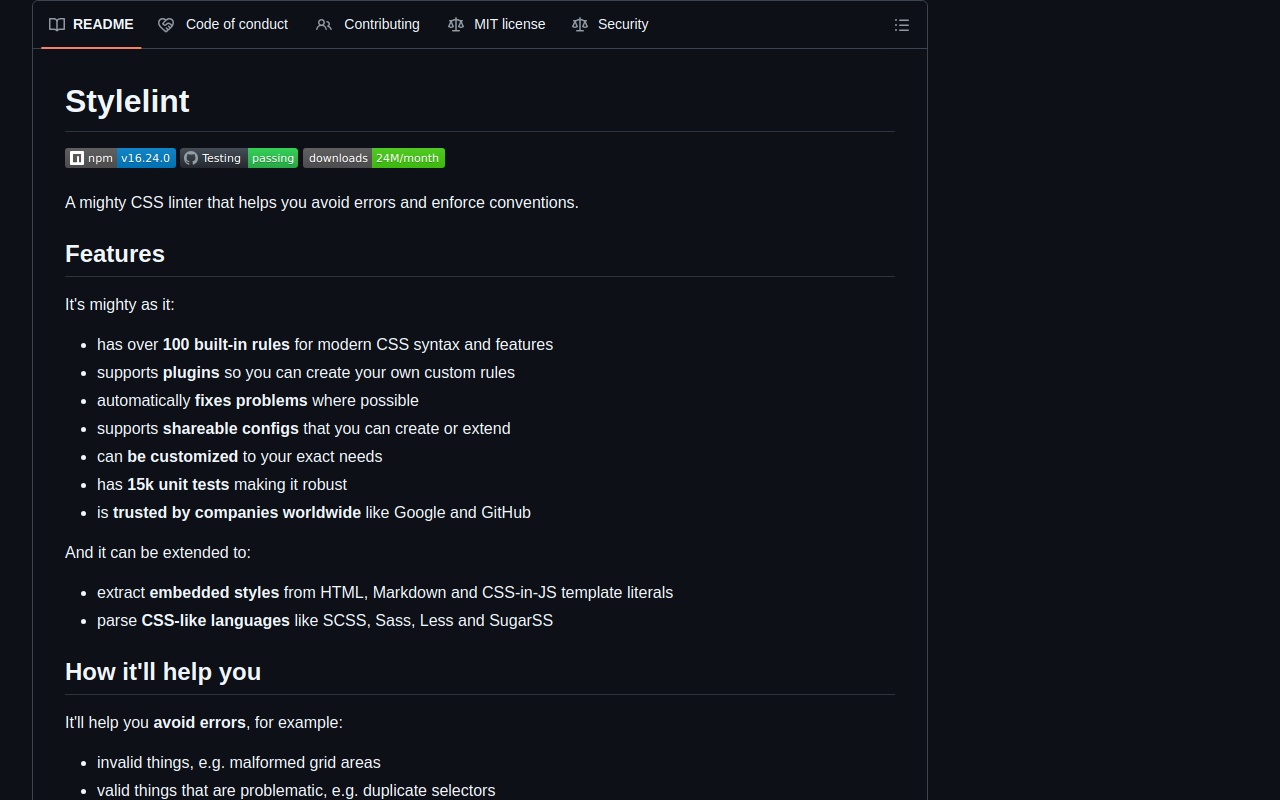 README Code of conduct Contributing MIT license Security
Stylelint
npm v16.24.0 Testing passing downloads 24M/month
A mighty CSS linter that helps you avoid errors and enforce conventions.
Features
It's mighty as it:
has over 100 built-in rules for modern CSS syntax and features
supports plugins so you can create your own custom rules
automatically fixes problems where possible
supports shareable configs that you can create or extend
can be customized to your exact needs
has 15k unit tests making it robust
is trusted by companies worldwide like Google and GitHub
And it can be extended to:
extract embedded styles from HTML, Markdown and CSS-in-JS template literals
parse CSS-like languages like SCSS, Sass, Less and SugarSS
How it'll help you
It'll help you avoid errors, for example:
invalid things, e.g. malformed grid areas
valid things that are problematic, e.g. duplicate selectors